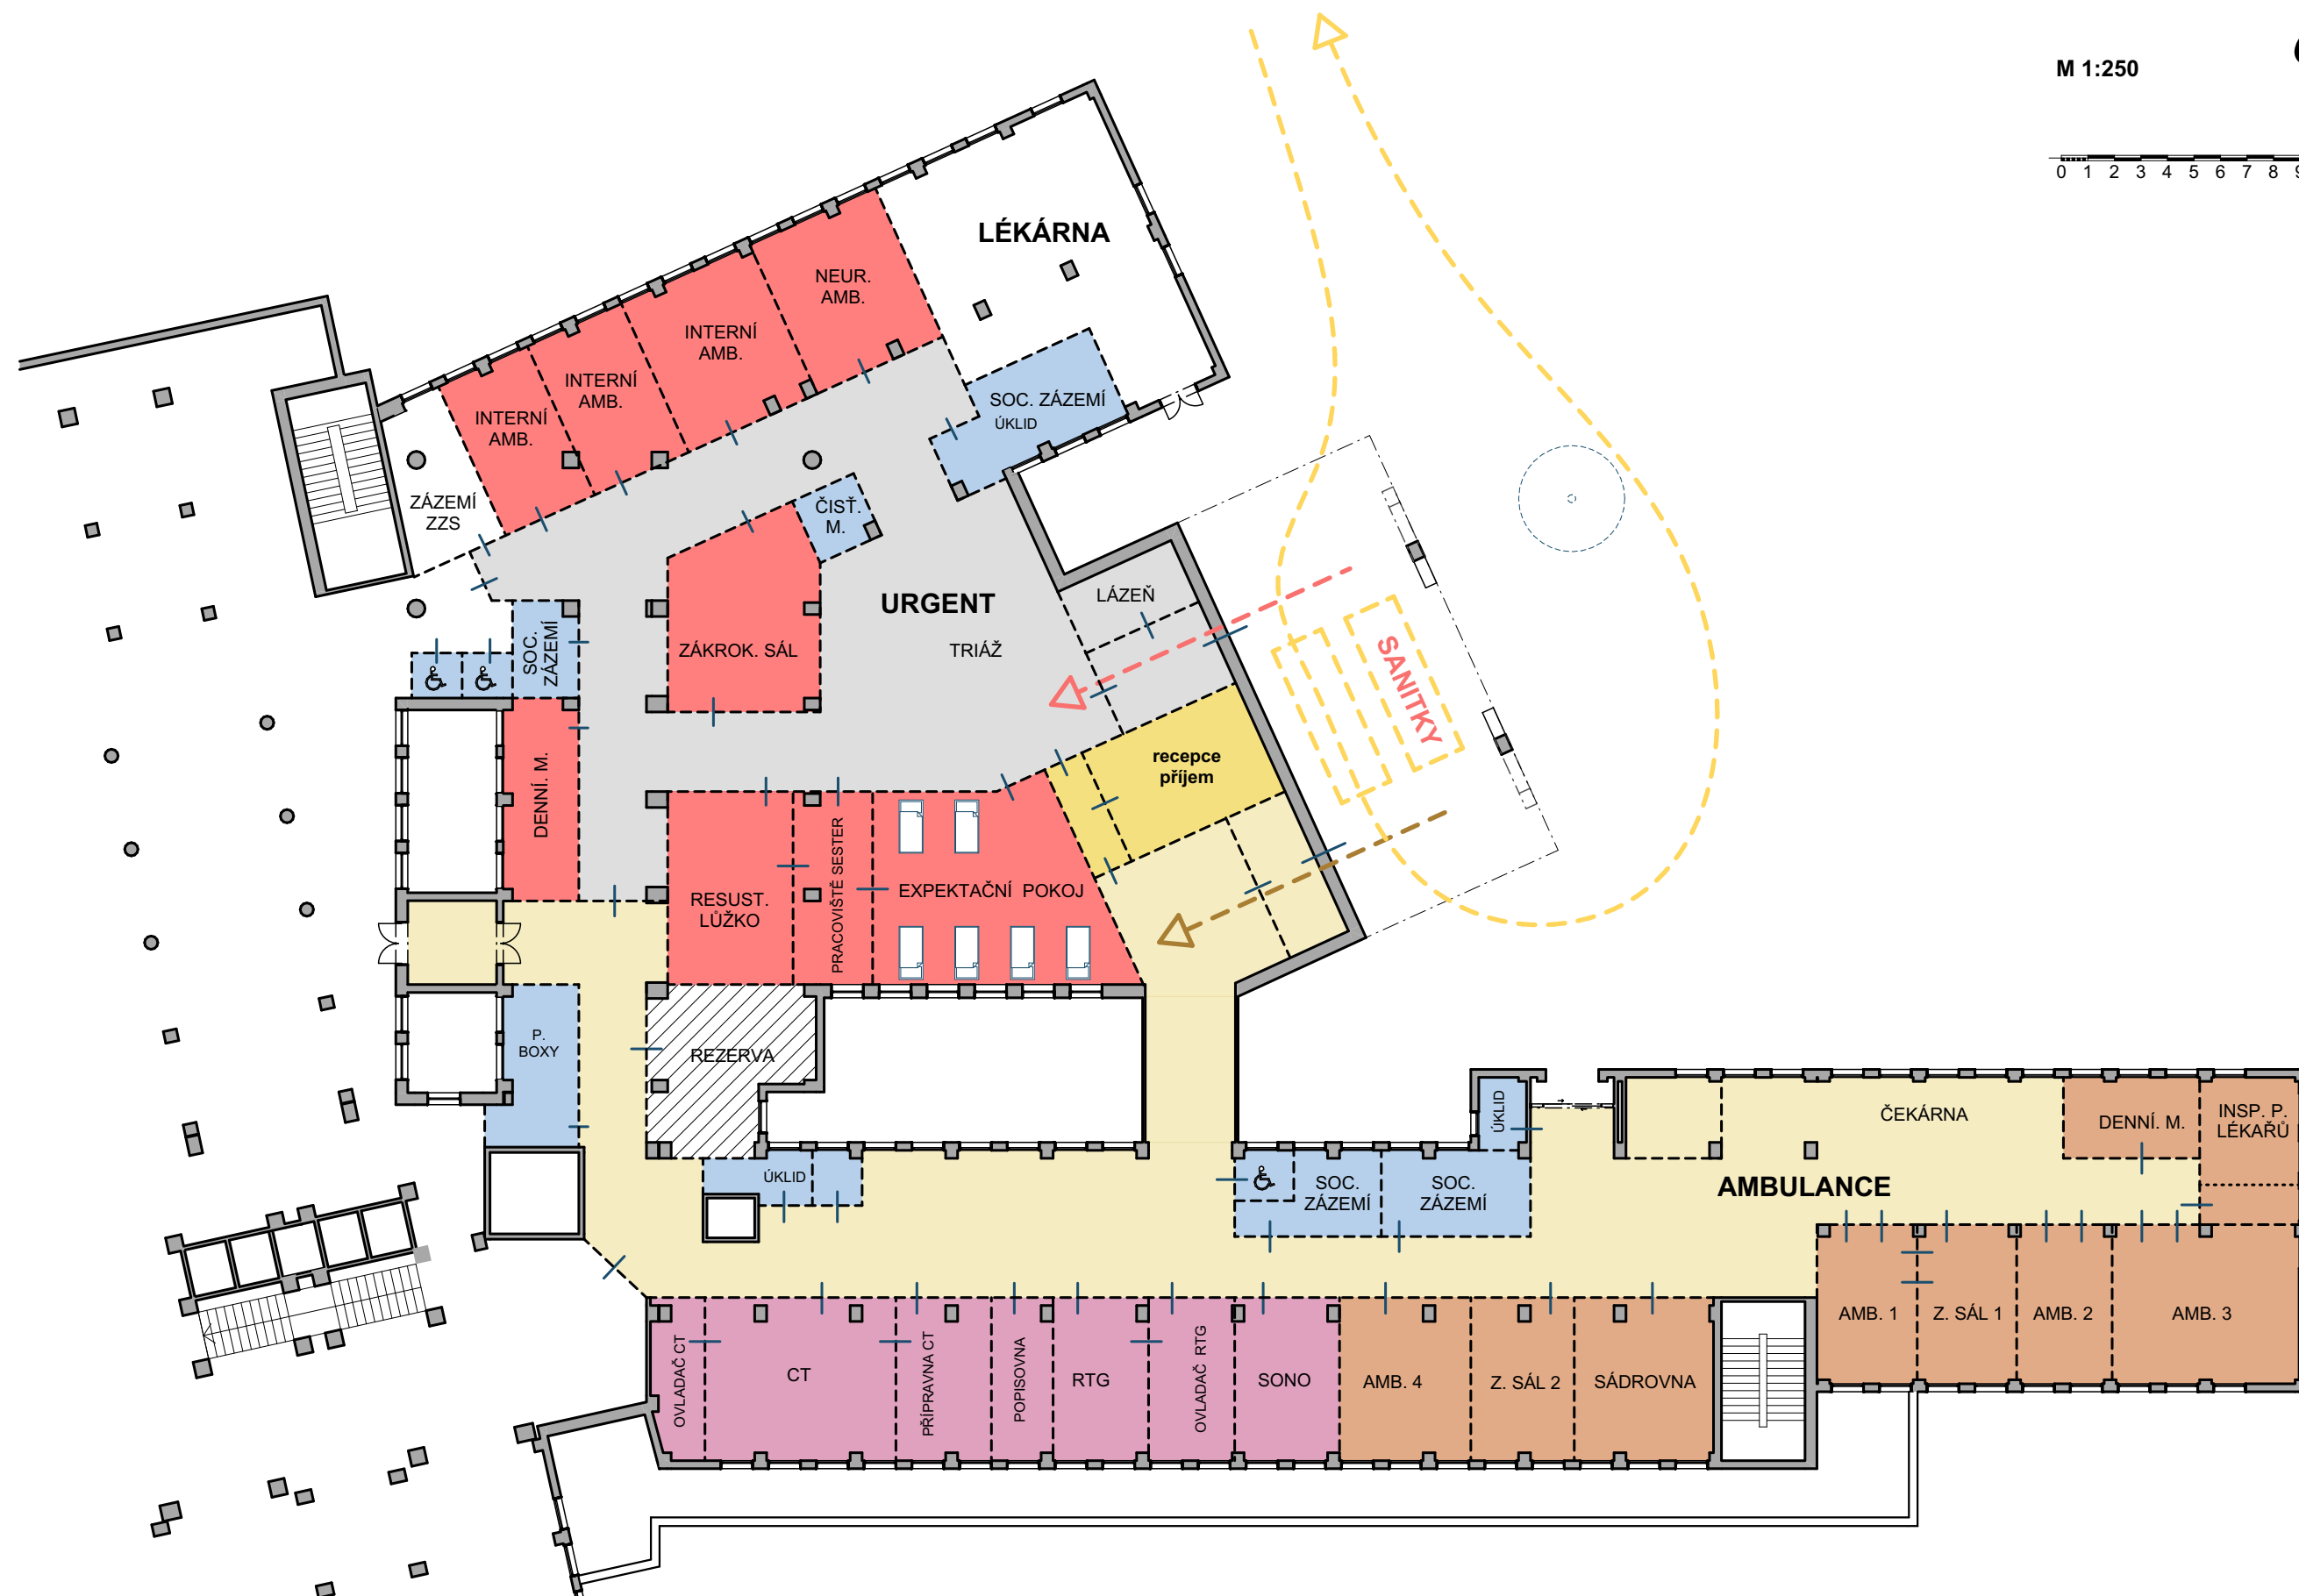 M 1:250
0 1 2 3 4 5 6 7 8 9
LÉKÁRNA
NEUR.
AMB.
INTERNÍ
AMB.
INTERNÍ
AMB.
INTERNÍ
AMB.
SOC. ZÁZEMÍ
ÚKLID
ZÁZEMÍ
ZZS
ČISŤ.
M.
URGENT
TRIÁŽ
LÁZEŇ
SOC.
ZÁZEMÍ
ZÁKROK. SÁL
SANITKY
recepce
příjem
DENNÍ. M.
RESUST.
LŮŽKO
PRACOVIŠTĚ SESTER
EXPEKTAČNÍ POKOJ
P.
BOXY
REZERVA
ÚKLID
ÚKLID
SOC.
ZÁZEMÍ
SOC.
ZÁZEMÍ
ČEKÁRNA
DENNÍ. M.
INSP. P.
LÉKAŘŮ
AMBULANCE
AMB. 1
Z. SÁL 1
AMB. 2
AMB. 3
OVLADAČ CT
CT
PŘÍPRAVNA CT
POPISOVNA
RTG
OVLADAČ RTG
SONO
AMB. 4
Z. SÁL 2
SÁDROVNA